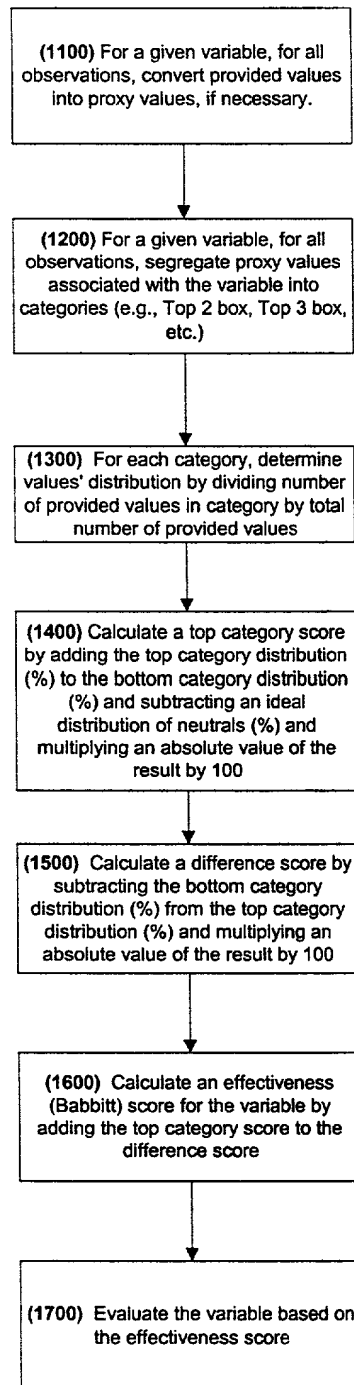 (1100) For a given variable, for all
observations, convert provided values
into proxy values, if necessary.
(1200) For a given variable, for all
observations, segregate proxy values
associated with the variable into
categories (e.g., Top 2 box, Top 3 box,
etc.)
(1300) For each category, determine
values' distribution by dividing number
of provided values in category by total
number of provided values
(1400) Calculate a top category score
by adding the top category distribution
(%) to the bottom category distribution
(%) and subtracting an ideal
distribution of neutrals (%) and
multiplying an absolute value of the
result by 100
(1500) Calculate a difference score by
subtracting the bottom category
distribution (%) from the top category
distribution (%) and multiplying an
absolute value of the result by 100
(1600) Calculate an effectiveness
(Babbitt) score for the variable by
adding the top category score to the
difference score
(1700) Evaluate the variable based on
the effectiveness score